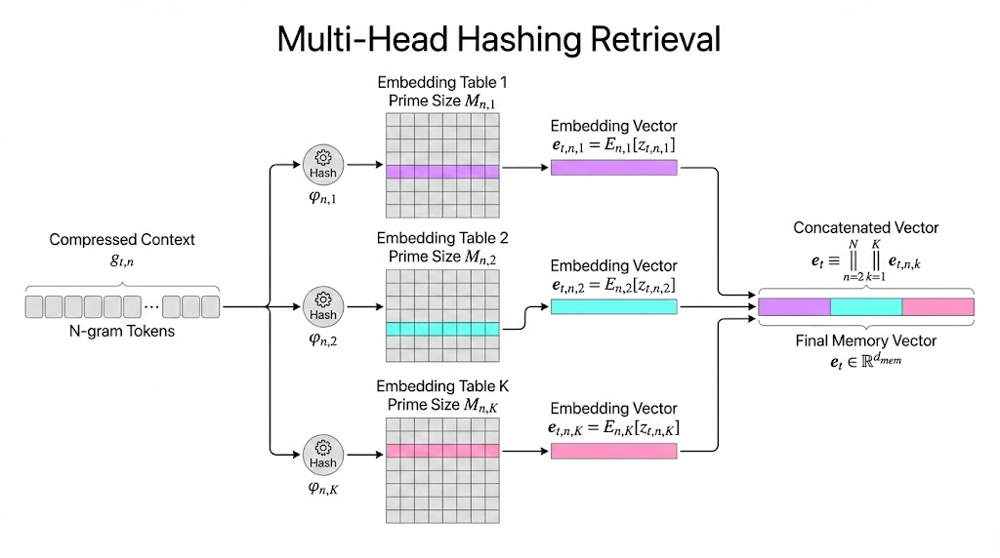 Multi-Head Hashing Retrieval
Compressed Context
g_{t,n}
N-gram Tokens
Hash
φ_{n,1}
Embedding Table 1
Prime Size M_{n,1}
Embedding Vector
e_{t,n,1} = E_{n,1}[z_{t,n,1}]
Hash
φ_{n,2}
Embedding Table 2
Prime Size M_{n,2}
Embedding Vector
e_{t,n,2} = E_{n,2}[z_{t,n,2}]
Hash
φ_{n,K}
Embedding Table K
Prime Size M_{n,K}
Embedding Vector
e_{t,n,K} = E_{n,K}[z_{t,n,K}]
Concatenated Vector
e_t ≡ ‖_{n=2}^{N} ‖_{k=1}^{K} e_{t,n,k}
Final Memory Vector
e_t ∈ ℝ^{d_{mem}}